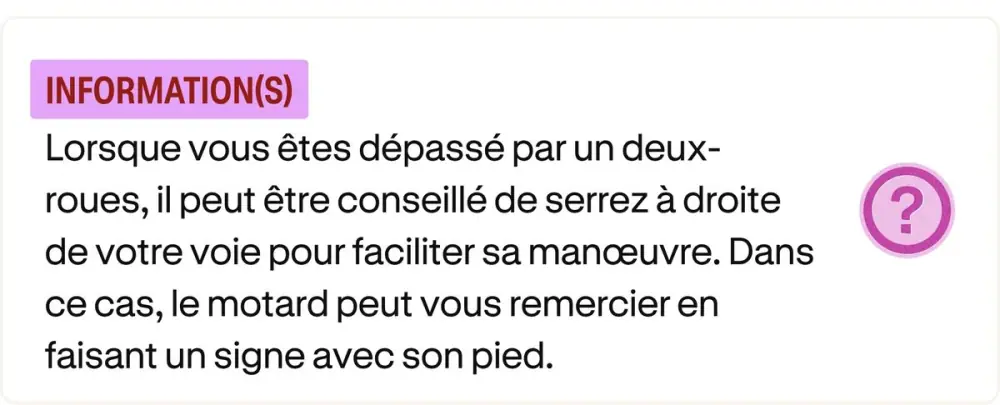 INFORMATION(S)
Lorsque vous êtes dépassé par un deux-
roues, il peut être conseillé de serrez à droite
de votre voie pour faciliter sa manœuvre. Dans
ce cas, le motard peut vous remercier en
faisant un signe avec son pied.
?